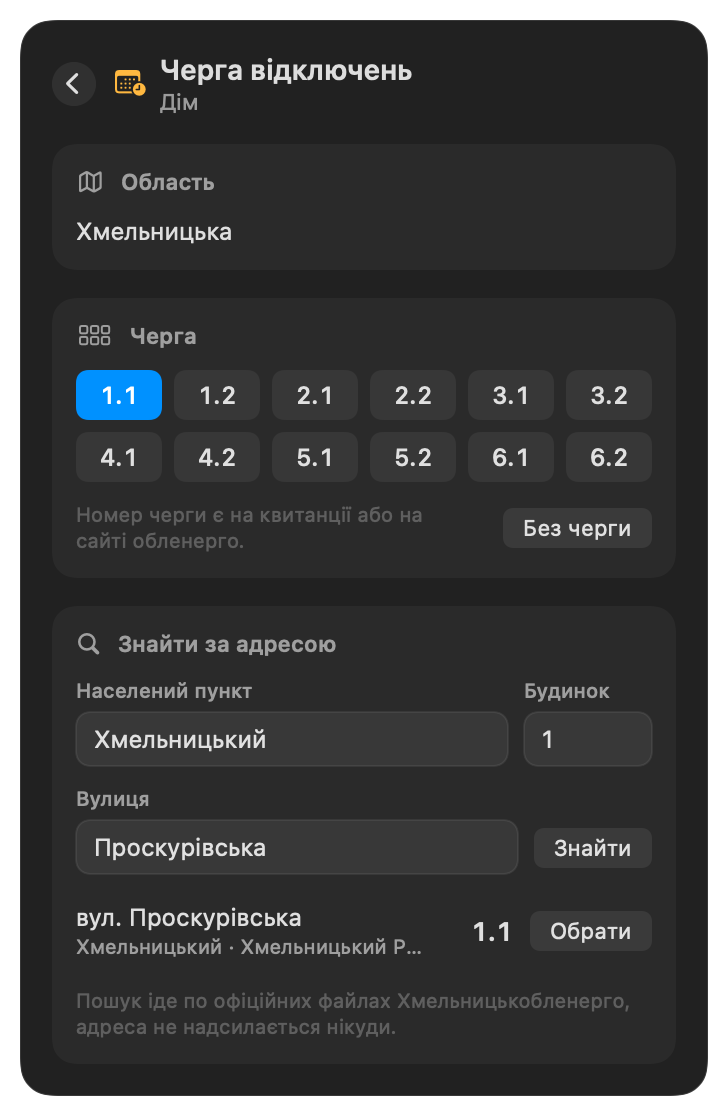 Черга відключень
Дім
Область
Хмельницька
Черга
1.1 1.2 2.1 2.2 3.1 3.2
4.1 4.2 5.1 5.2 6.1 6.2
Номер черги є на квитанції або на
сайті обленерго.
Без черги
Знайти за адресою
Населений пункт Будинок
Хмельницький 1
Вулиця
Проскурівська Знайти
вул. Проскурівська
Хмельницький · Хмельницький Р...
1.1 Обрати
Пошук іде по офіційних файлах Хмельницькобленерго,
адреса не надсилається нікуди.